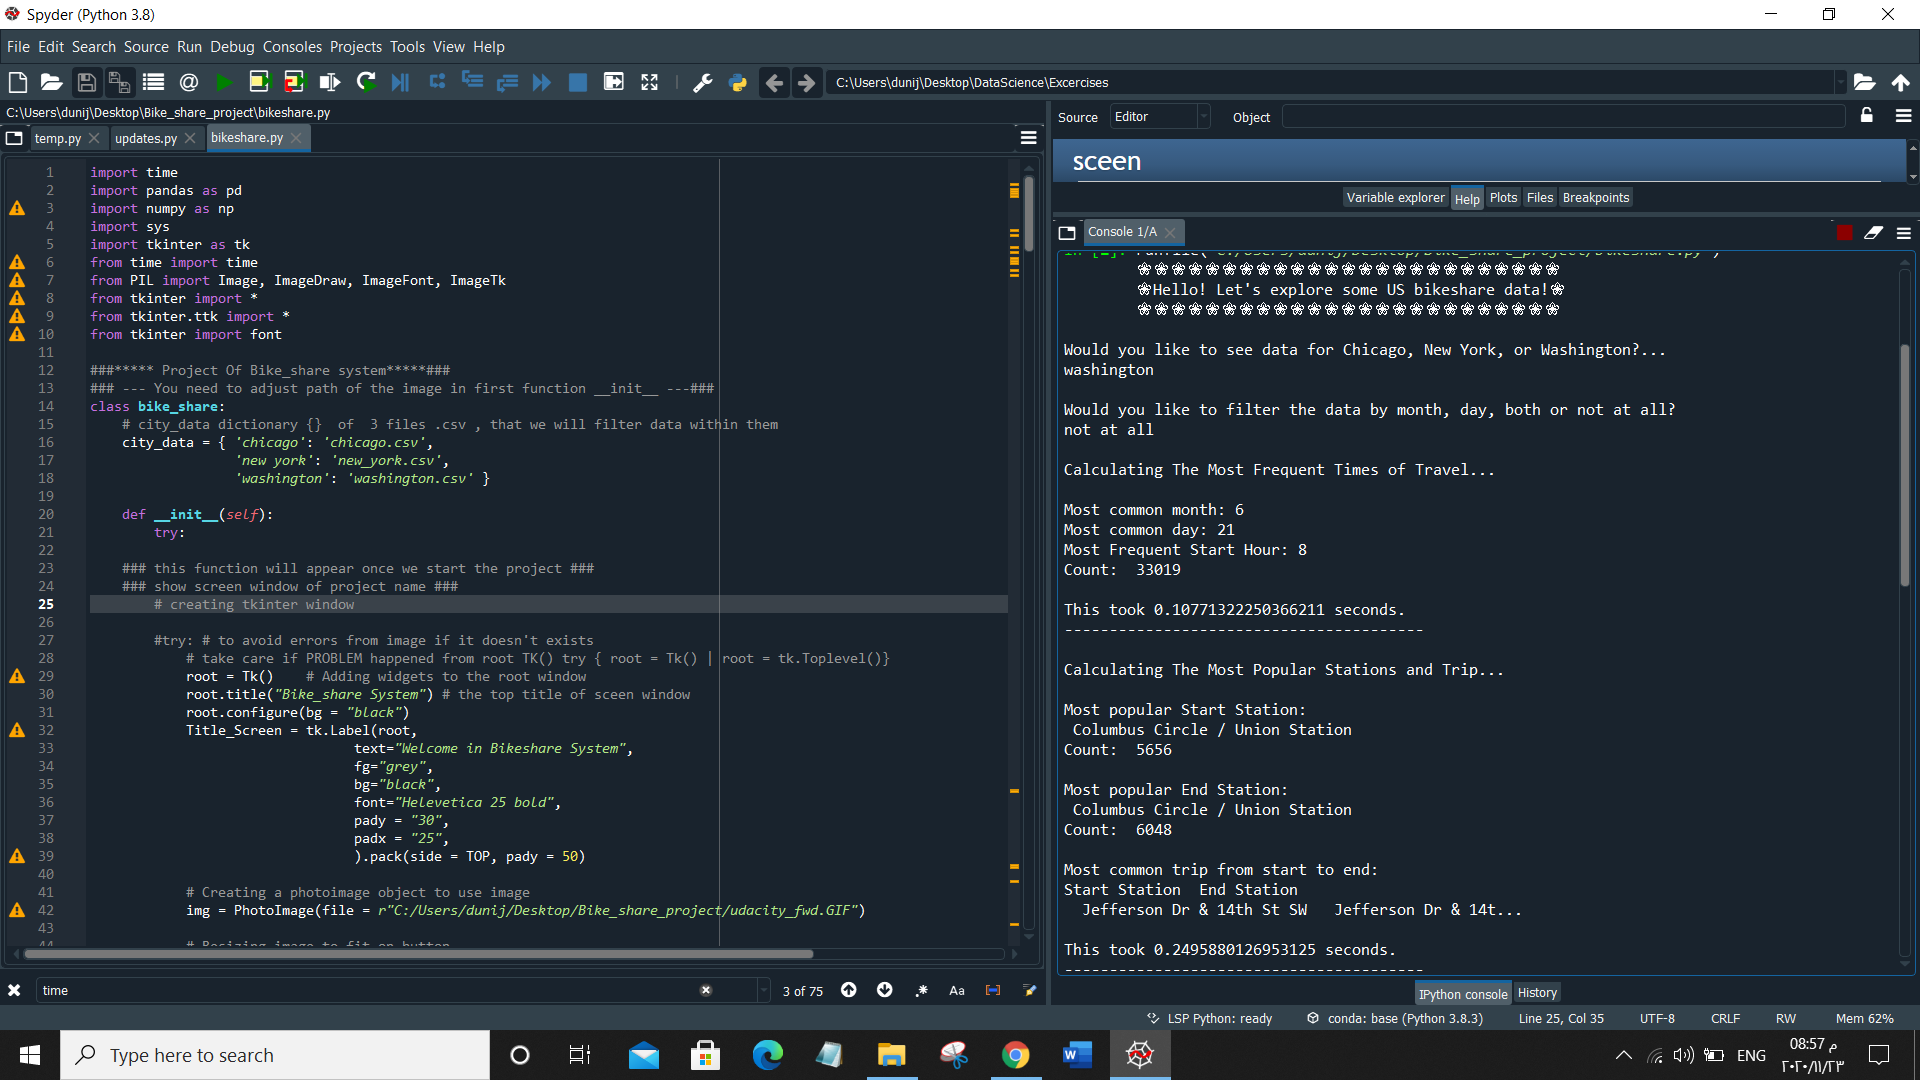 Spyder (Python 3.8)
File Edit Search Source Run Debug Consoles Projects Tools View Help
C:\Users\dunij\Desktop\DataScience\Excercises
C:\Users\dunij\Desktop\Bike_share_project\bikeshare.py
temp.py updates.py bikeshare.py
1 import time
2 import pandas as pd
3 import numpy as np
4 import sys
5 import tkinter as tk
6 from time import time
7 from PIL import Image, ImageDraw, ImageFont, ImageTk
8 from tkinter import *
9 from tkinter.ttk import *
10 from tkinter import font
11
12 ###***** Project Of Bike_share system*****###
13 ### --- You need to adjust path of the image in first function __init__ ---###
14 class bike_share:
15 # city_data dictionary {}  of  3 files .csv , that we will filter data within them
16 city_data = { 'chicago': 'chicago.csv',
17 'new york': 'new_york.csv',
18 'washington': 'washington.csv' }
19
20 def __init__(self):
21 try:
22
23 ### this function will appear once we start the project ###
24 ### show screen window of project name ###
25 # creating tkinter window
26
27 #try: # to avoid errors from image if it doesn't exists
28 # take care if PROBLEM happened from root TK() try { root = Tk() | root = tk.Toplevel()}
29 root = Tk()    # Adding widgets to the root window
30 root.title("Bike_share System") # the top title of sceen window
31 root.configure(bg = "black")
32 Title_Screen = tk.Label(root,
33 text="Welcome in Bikeshare System",
34 fg="grey",
35 bg="black",
36 font="Helevetica 25 bold",
37 pady = "30",
38 padx = "25",
39 ).pack(side = TOP, pady = 50)
40
41 # Creating a photoimage object to use image
42 img = PhotoImage(file = r"C:/Users/dunij/Desktop/Bike_share_project/udacity_fwd.GIF")
43
44 # Resizing image to fit on button
time
3 of 75
.* Aa
Source Editor Object
sceen
Variable explorer Help Plots Files Breakpoints
Console 1/A
In [2]: runfile('C:/Users/dunij/Desktop/Bike_share_project/bikeshare.py')
❀❀❀❀❀❀❀❀❀❀❀❀❀❀❀❀❀❀❀❀❀❀❀❀❀
❀Hello! Let's explore some US bikeshare data!❀
❀❀❀❀❀❀❀❀❀❀❀❀❀❀❀❀❀❀❀❀❀❀❀❀❀
Would you like to see data for Chicago, New York, or Washington?...
washington
Would you like to filter the data by month, day, both or not at all?
not at all
Calculating The Most Frequent Times of Travel...
Most common month: 6
Most common day: 21
Most Frequent Start Hour: 8
Count:  33019
This took 0.10771322250366211 seconds.
----------------------------------------
Calculating The Most Popular Stations and Trip...
Most popular Start Station:
Columbus Circle / Union Station
Count:  5656
Most popular End Station:
Columbus Circle / Union Station
Count:  6048
Most common trip from start to end:
Start Station  End Station
Jefferson Dr & 14th St SW   Jefferson Dr & 14t...
This took 0.2495880126953125 seconds.
----------------------------------------
IPython console History
LSP Python: ready conda: base (Python 3.8.3) Line 25, Col 35 UTF-8 CRLF RW Mem 62%
Type here to search
ENG
08:57 م
٢٠٢٠/١١/٢٣